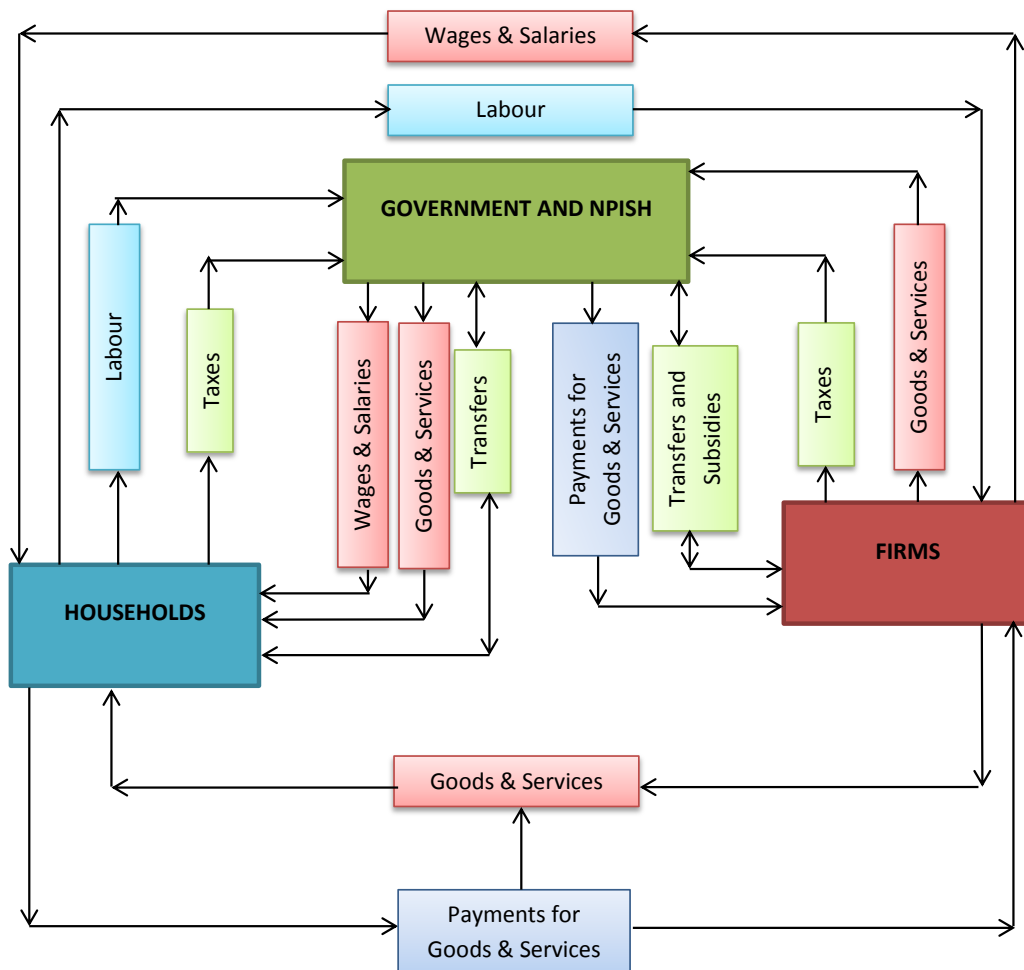 Wages & Salaries
Labour
GOVERNMENT AND NPISH
Labour
Taxes
Wages & Salaries
Goods & Services
Transfers
Payments for
Goods & Services
Transfers and
Subsidies
Taxes
Goods & Services
HOUSEHOLDS
FIRMS
Goods & Services
Payments for
Goods & Services